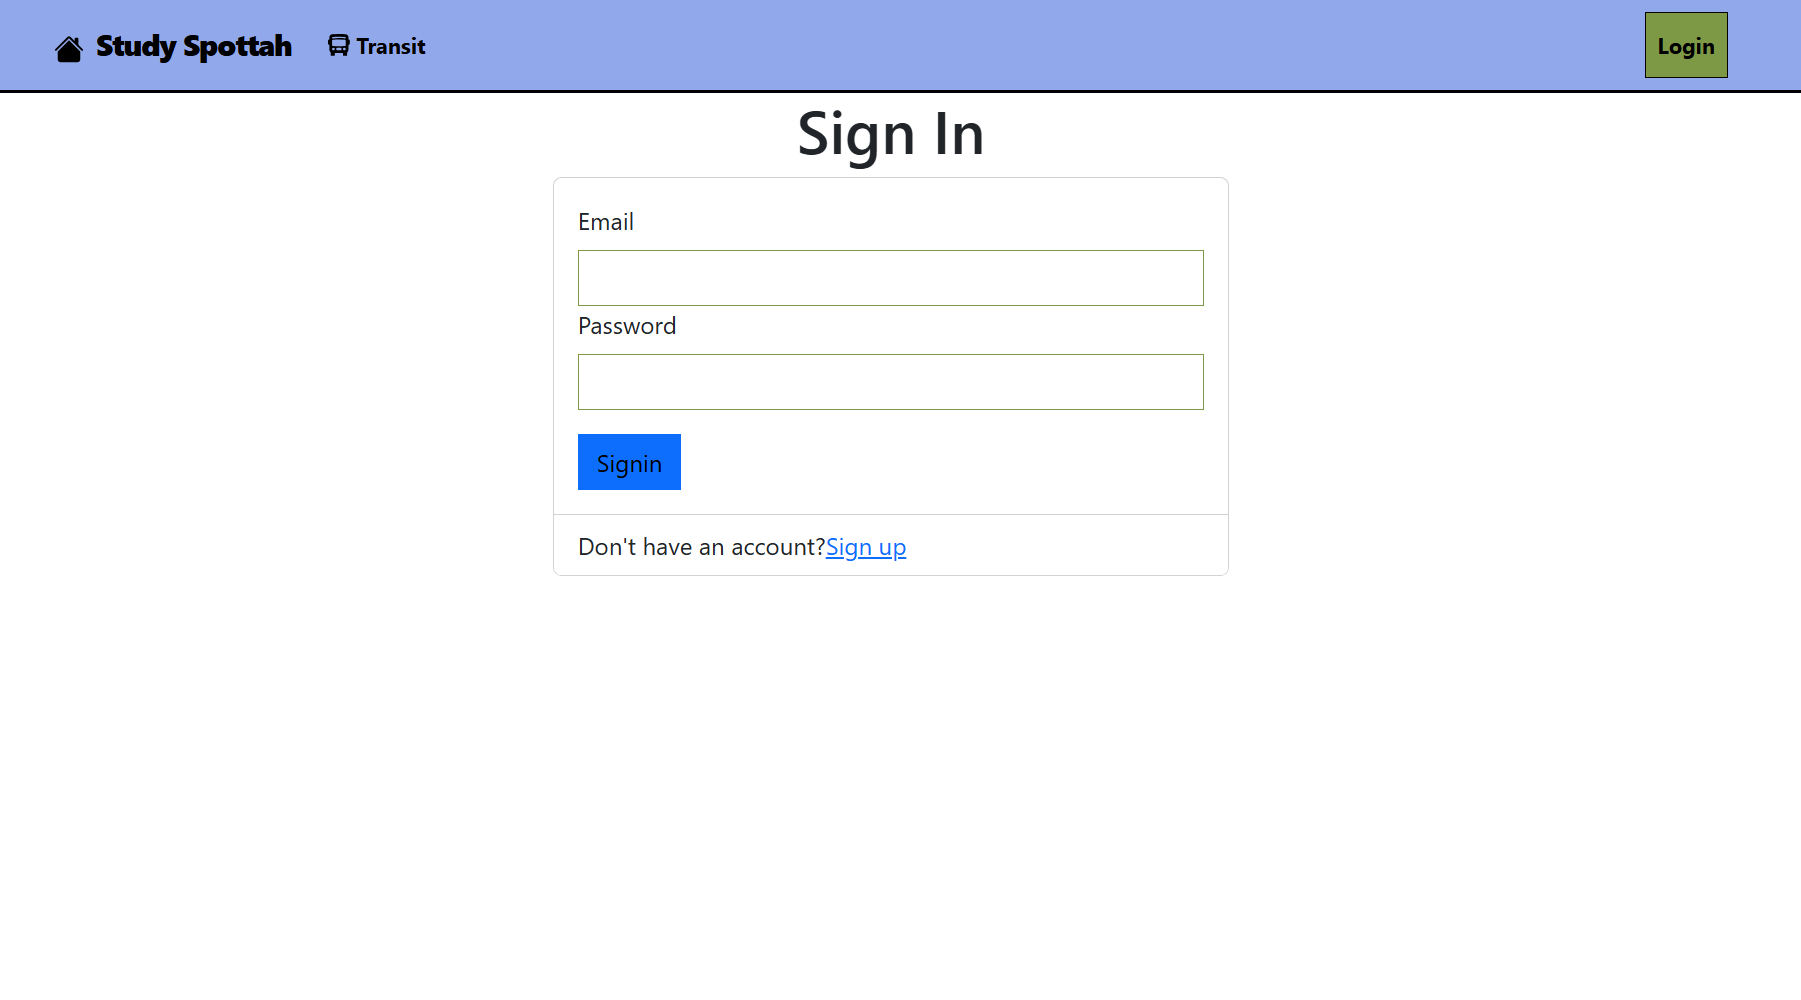 Study Spottah Transit Login
Sign In
Email
Password
Signin
Don't have an account?Sign up